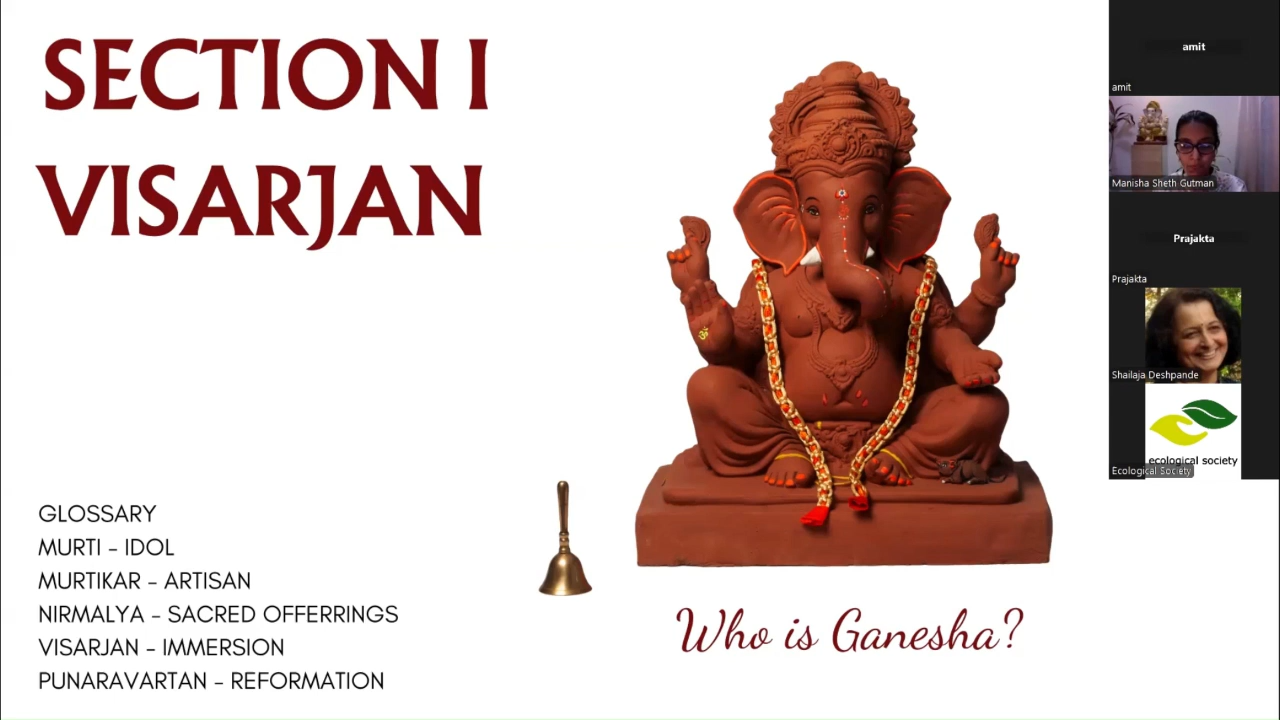 SECTION I
VISARJAN
GLOSSARY
MURTI – IDOL
MURTIKAR – ARTISAN
NIRMALYA – SACRED OFFERRINGS
VISARJAN – IMMERSION
PUNARAVARTAN – REFORMATION
ॐ
Who is Ganesha?
amit
amit
Manisha Sheth Gutman
Prajakta
Prajakta
Shailaja Deshpande
ecological society
Ecological Society